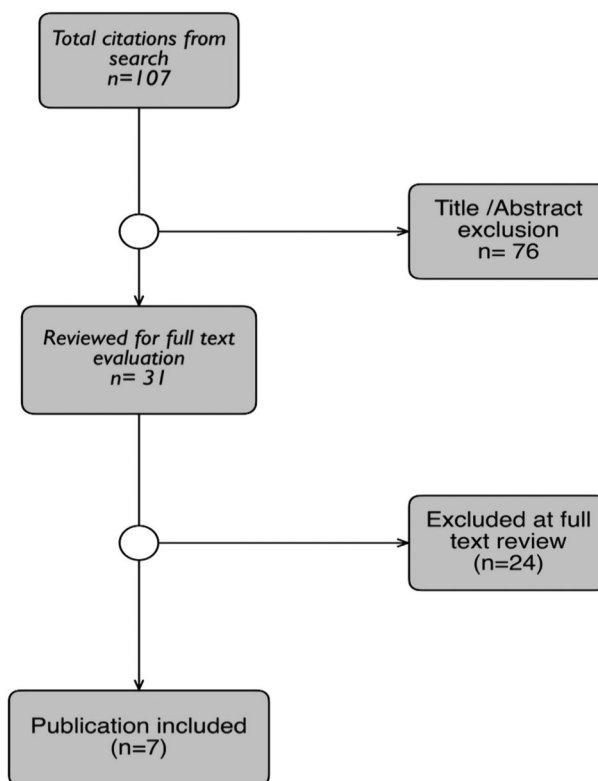 Total citations from
search
n=107
Title /Abstract
exclusion
n= 76
Reviewed for full text
evaluation
n= 31
Excluded at full
text review
(n=24)
Publication included
(n=7)